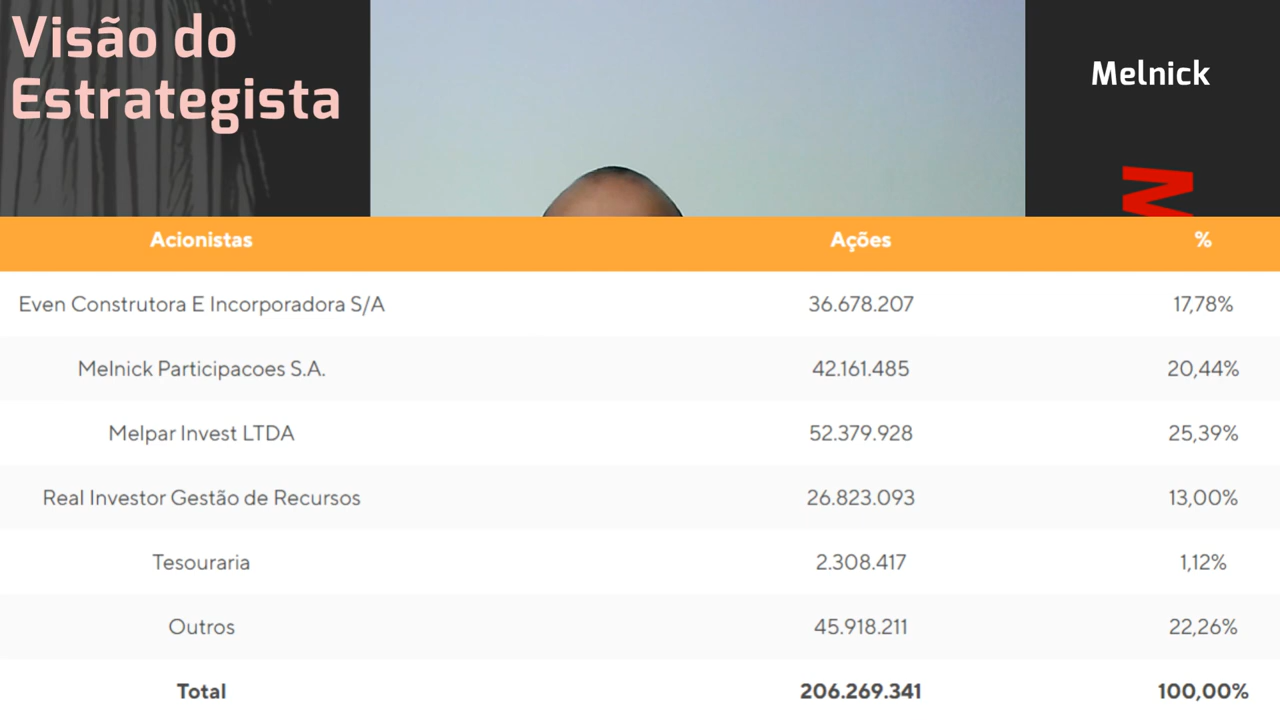 Visão do
Estrategista
Melnick
Acionistas Ações %
Even Construtora E Incorporadora S/A 36.678.207 17,78%
Melnick Participacoes S.A. 42.161.485 20,44%
Melpar Invest LTDA 52.379.928 25,39%
Real Investor Gestão de Recursos 26.823.093 13,00%
Tesouraria 2.308.417 1,12%
Outros 45.918.211 22,26%
Total 206.269.341 100,00%